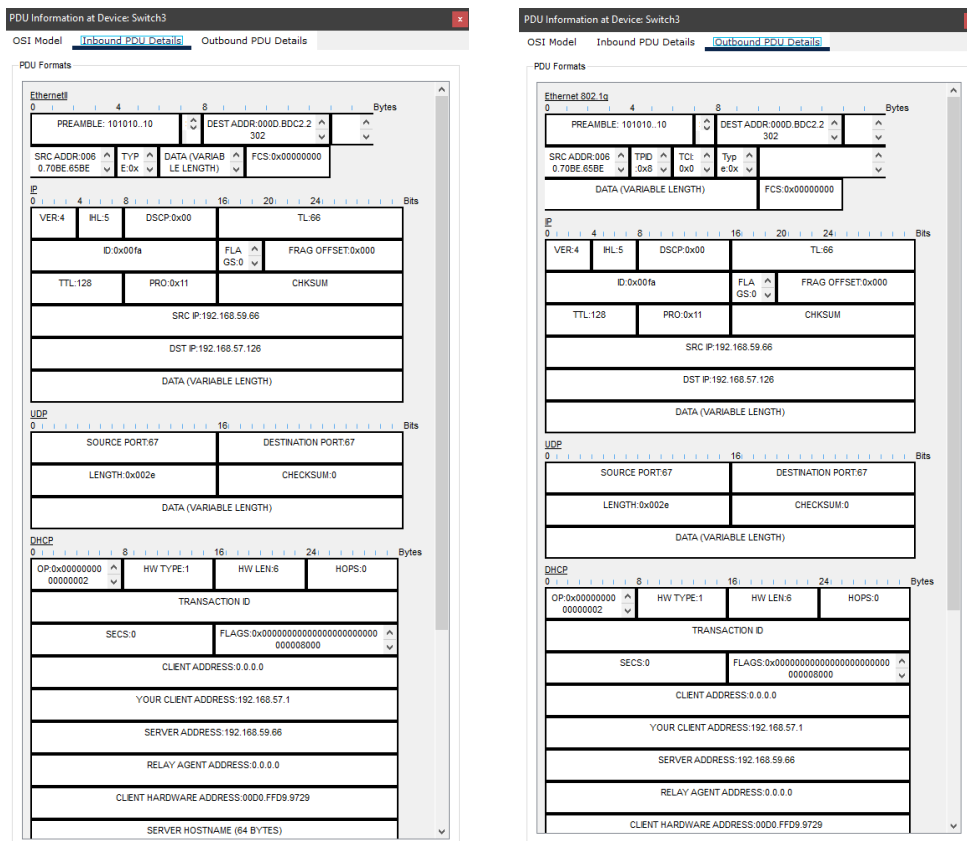 PDU Information at Device: Switch3
x
OSI Model Inbound PDU Details Outbound PDU Details
PDU Formats
EthernetII
0 4 8 Bytes
PREAMBLE: 101010..10
DEST ADDR:000D.BDC2.2
302
SRC ADDR:006
0.70BE.65BE
TYP
E:0x
DATA (VARIAB
LE LENGTH)
FCS:0x00000000
IP
0 4 8 16 20 24 Bits
VER:4 IHL:5 DSCP:0x00 TL:66
ID:0x00fa
FLA
GS:0
FRAG OFFSET:0x000
TTL:128 PRO:0x11 CHKSUM
SRC IP:192.168.59.66
DST IP:192.168.57.126
DATA (VARIABLE LENGTH)
UDP
0 16 Bits
SOURCE PORT:67 DESTINATION PORT:67
LENGTH:0x002e CHECKSUM:0
DATA (VARIABLE LENGTH)
DHCP
0 8 16 24 Bytes
OP:0x00000000
00000002
HW TYPE:1 HW LEN:6 HOPS:0
TRANSACTION ID
SECS:0
FLAGS:0x00000000000000000000000
000008000
CLIENT ADDRESS:0.0.0.0
YOUR CLIENT ADDRESS:192.168.57.1
SERVER ADDRESS:192.168.59.66
RELAY AGENT ADDRESS:0.0.0.0
CLIENT HARDWARE ADDRESS:00D0.FFD9.9729
SERVER HOSTNAME (64 BYTES)
PDU Information at Device: Switch3
OSI Model Inbound PDU Details Outbound PDU Details
PDU Formats
Ethernet 802.1q
0 4 8 Bytes
PREAMBLE: 101010..10
DEST ADDR:000D.BDC2.2
302
SRC ADDR:006
0.70BE.65BE
TPID
:0x8
TCI:
0x0
Typ
e:0x
DATA (VARIABLE LENGTH) FCS:0x00000000
IP
0 4 8 16 20 24 Bits
VER:4 IHL:5 DSCP:0x00 TL:66
ID:0x00fa
FLA
GS:0
FRAG OFFSET:0x000
TTL:128 PRO:0x11 CHKSUM
SRC IP:192.168.59.66
DST IP:192.168.57.126
DATA (VARIABLE LENGTH)
UDP
0 16 Bits
SOURCE PORT:67 DESTINATION PORT:67
LENGTH:0x002e CHECKSUM:0
DATA (VARIABLE LENGTH)
DHCP
0 8 16 24 Bytes
OP:0x00000000
00000002
HW TYPE:1 HW LEN:6 HOPS:0
TRANSACTION ID
SECS:0
FLAGS:0x00000000000000000000000
000008000
CLIENT ADDRESS:0.0.0.0
YOUR CLIENT ADDRESS:192.168.57.1
SERVER ADDRESS:192.168.59.66
RELAY AGENT ADDRESS:0.0.0.0
CLIENT HARDWARE ADDRESS:00D0.FFD9.9729